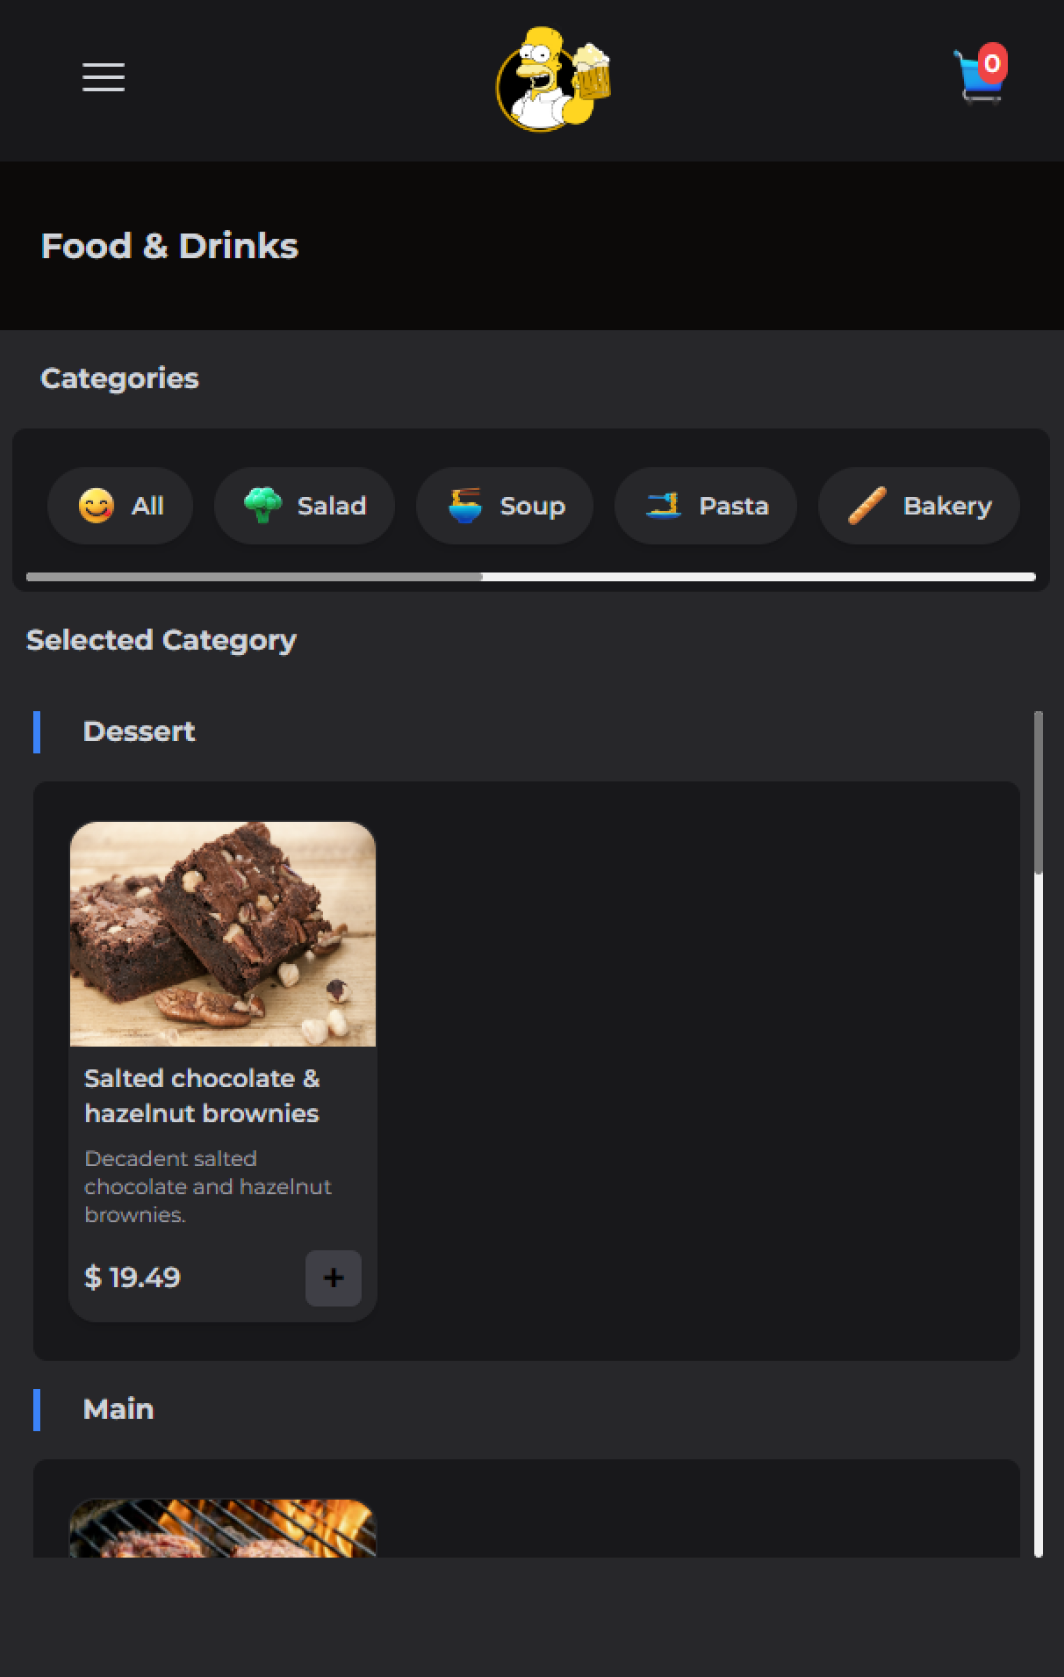 0
Food & Drinks
Categories
All
Salad
Soup
Pasta
Bakery
Selected Category
Dessert
Salted chocolate &
hazelnut brownies
Decadent salted
chocolate and hazelnut
brownies.
$ 19.49
+
Main